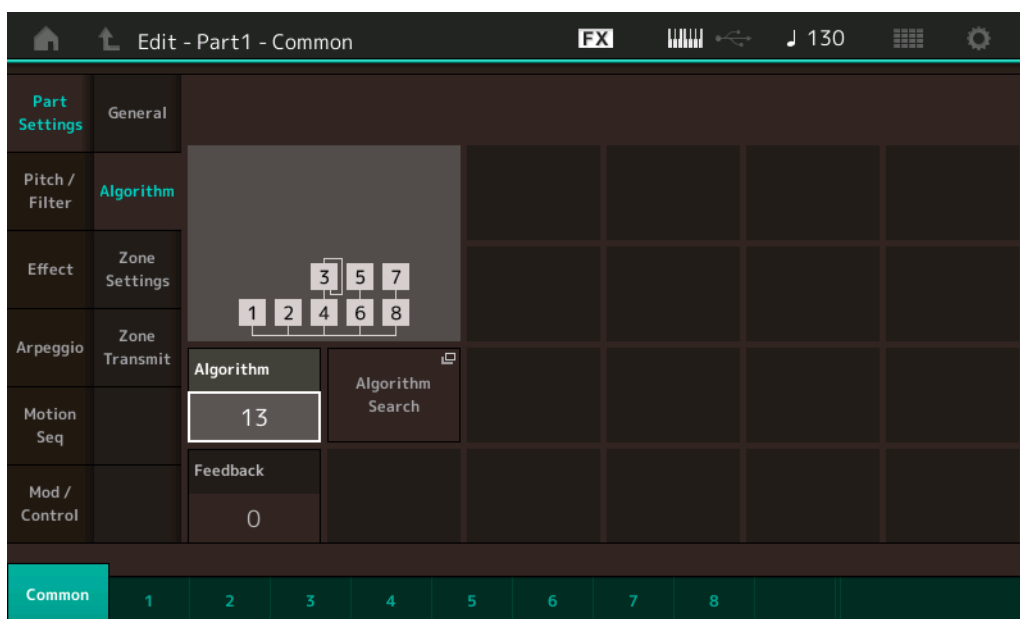 Edit - Part1 - Common
FX
130
Part
Settings
General
Pitch /
Filter
Algorithm
Effect
Zone
Settings
3 5 7
1 2 4 6 8
Arpeggio
Zone
Transmit
Algorithm
13
Algorithm
Search
Motion
Seq
Feedback
0
Mod /
Control
Common 1 2 3 4 5 6 7 8